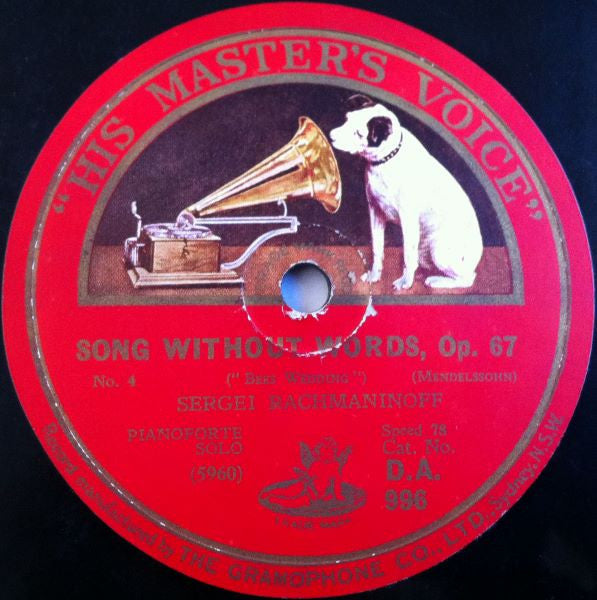 "HIS MASTER'S VOICE"
SONG WITHOUT WORDS, Op. 67
No. 4 ("BEES WEDDING") (MENDELSSOHN)
SERGEI RACHMANINOFF
PIANOFORTE SOLO
(5960)
Speed 78
Cat. No.
D.A.
996
Record manufactured by THE GRAMOPHONE CO., LTD., Sydney, N.S.W.